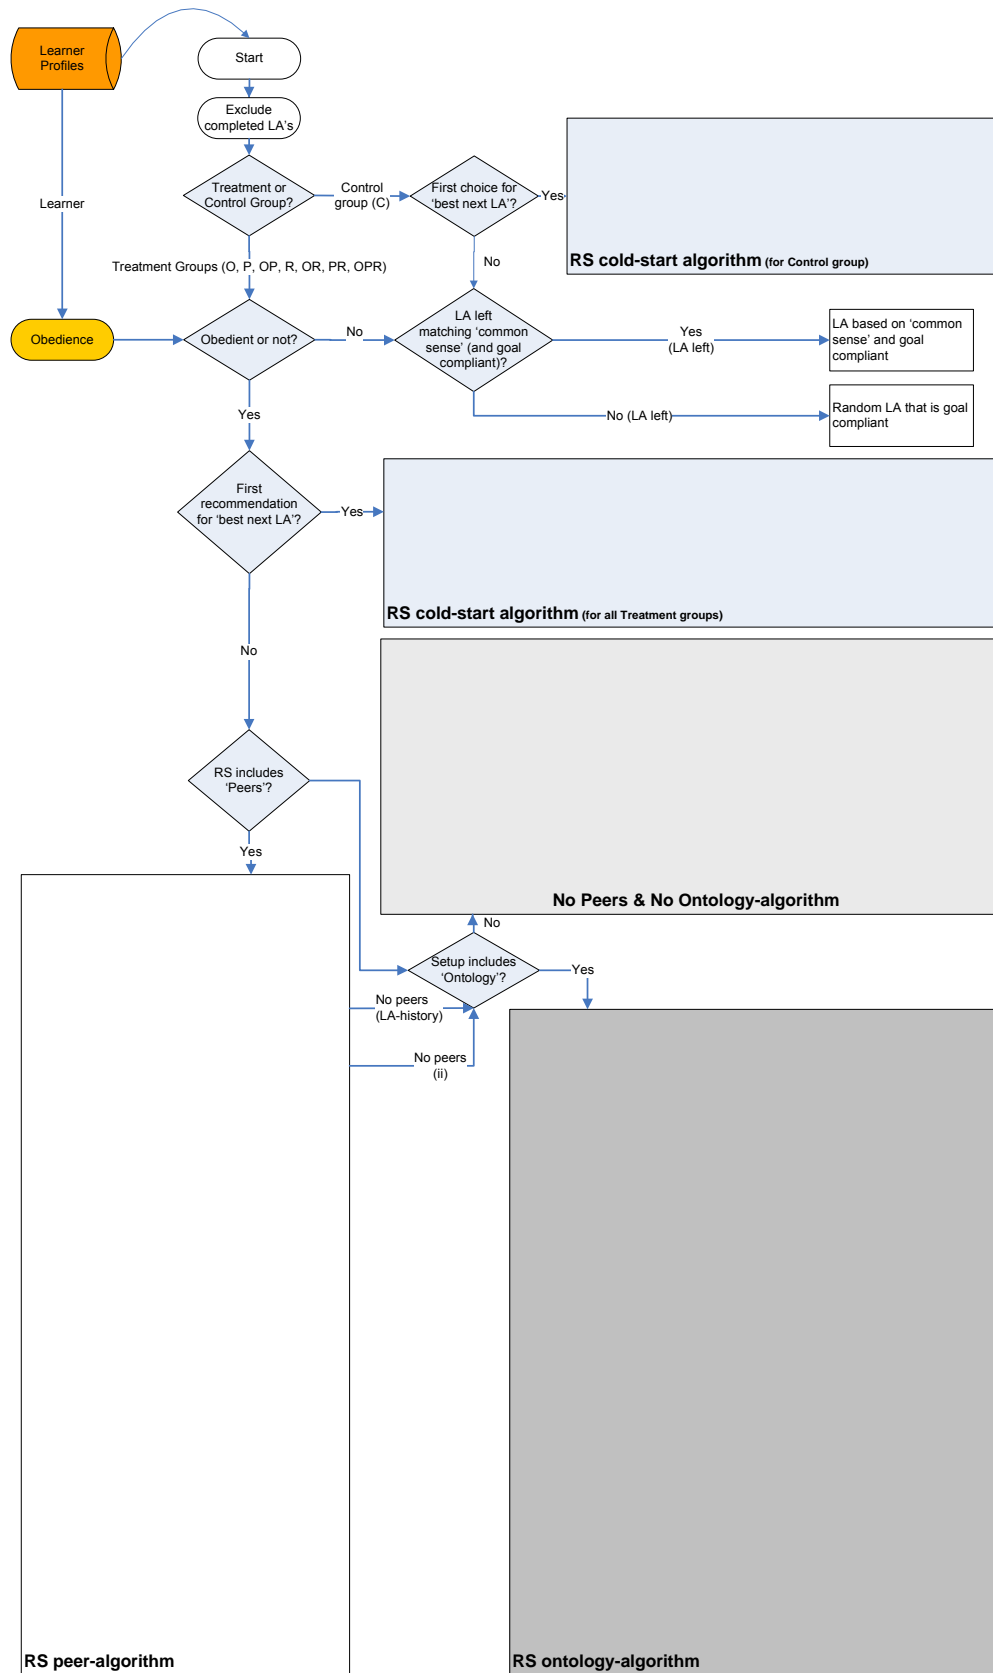 Learner
Profiles
Start
Exclude
completed LA's
Treatment or
Control Group?
Control
group (C)
First choice for
'best next LA'?
Yes
RS cold-start algorithm (for Control group)
Learner
No
Treatment Groups (O, P, OP, R, OR, PR, OPR)
Obedience
Obedient or not?
No
LA left
matching 'common
sense' (and goal
compliant)?
Yes
(LA left)
LA based on 'common
sense' and goal
compliant
No (LA left)
Random LA that is goal
compliant
Yes
First
recommendation
for 'best next LA'?
Yes
RS cold-start algorithm (for all Treatment groups)
No
RS includes
'Peers'?
Yes
No Peers & No Ontology-algorithm
No
Setup includes
'Ontology'?
Yes
No peers
(LA-history)
No peers
(ii)
RS peer-algorithm
RS ontology-algorithm